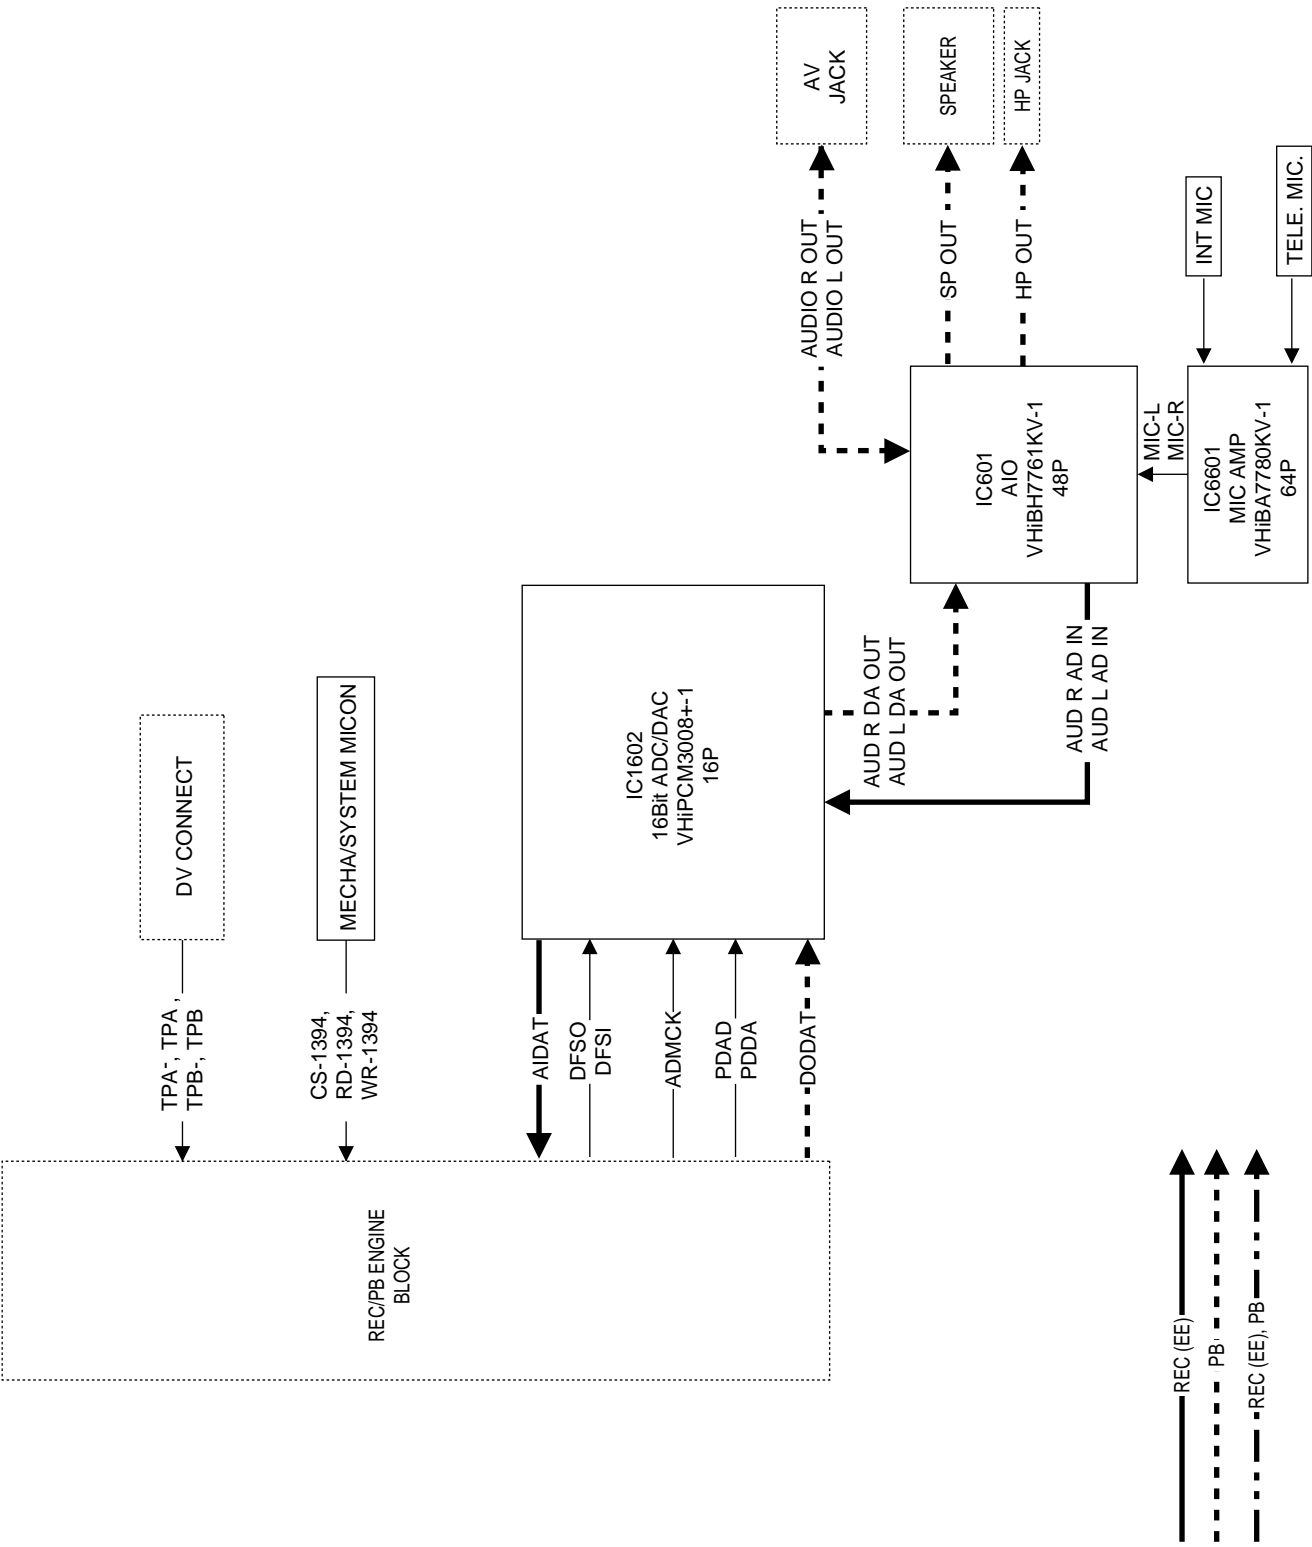 REC/PB ENGINE
BLOCK
TPA-, TPA ,
TPB-, TPB
DV CONNECT
CS-1394,
RD-1394,
WR-1394
MECHA/SYSTEM MICON
AIDAT
DFSO
DFSI
ADMCK
PDAD
PDDA
DODAT
IC1602
16Bit ADC/DAC
VHiPCM3008+-1
16P
AUD R DA OUT
AUD L DA OUT
AUD R AD IN
AUD L AD IN
IC601
AIO
VHiBH7761KV-1
48P
AUDIO R OUT
AUDIO L OUT
AV
JACK
SP OUT
SPEAKER
HP OUT
HP JACK
MIC-L
MIC-R
IC6601
MIC AMP
VHiBA7780KV-1
64P
INT MIC
TELE. MIC.
REC (EE)
PB
REC (EE), PB